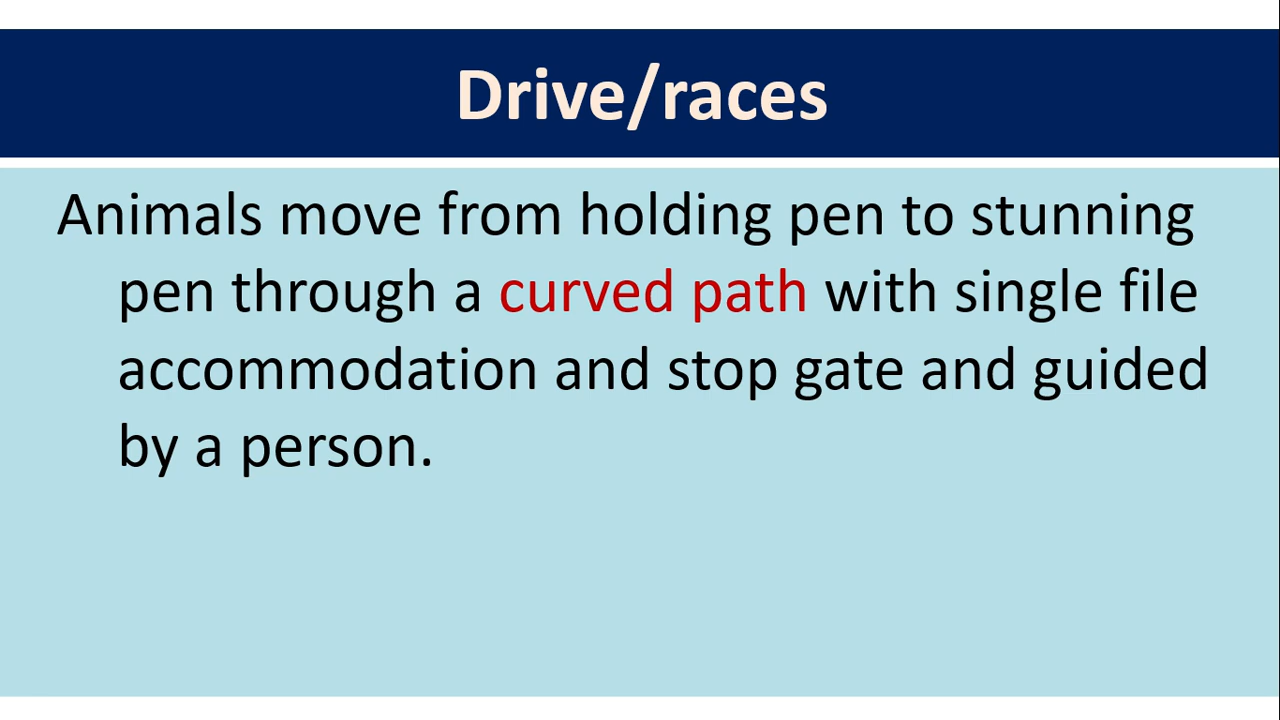 Drive/races
Animals move from holding pen to stunning
pen through a curved path with single file
accommodation and stop gate and guided
by a person.